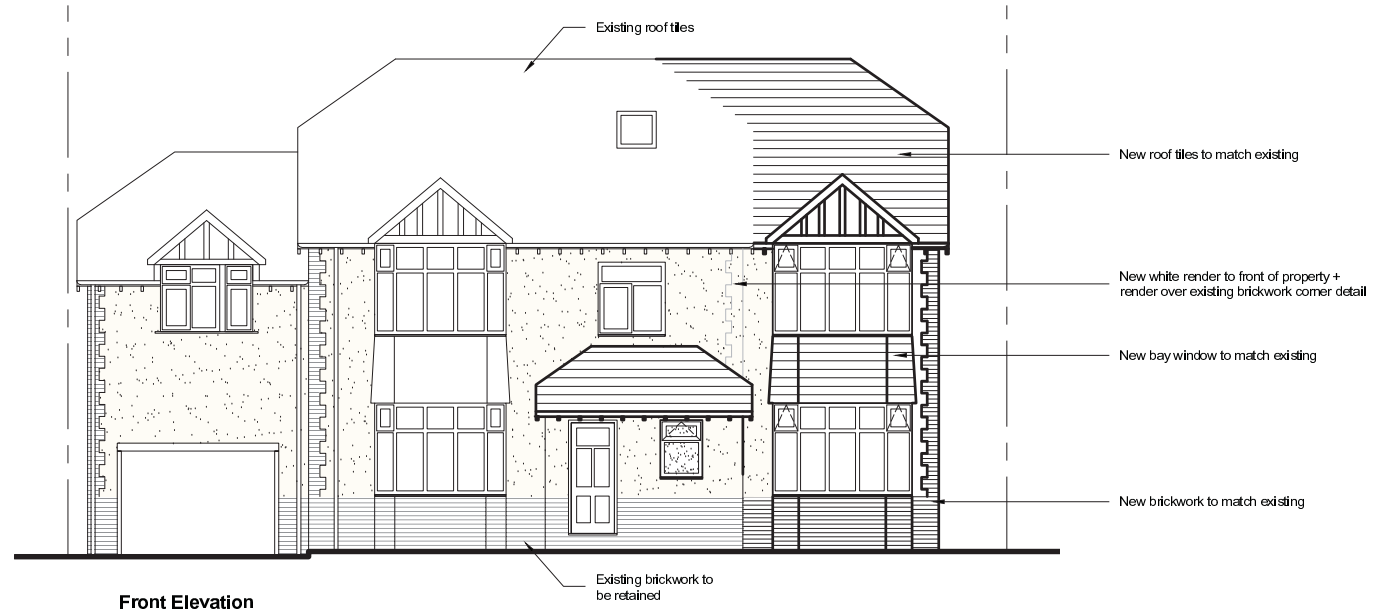 Existing roof tiles
New roof tiles to match existing
New white render to front of property +
render over existing brickwork corner detail
New bay window to match existing
New brickwork to match existing
Existing brickwork to
be retained
Front Elevation